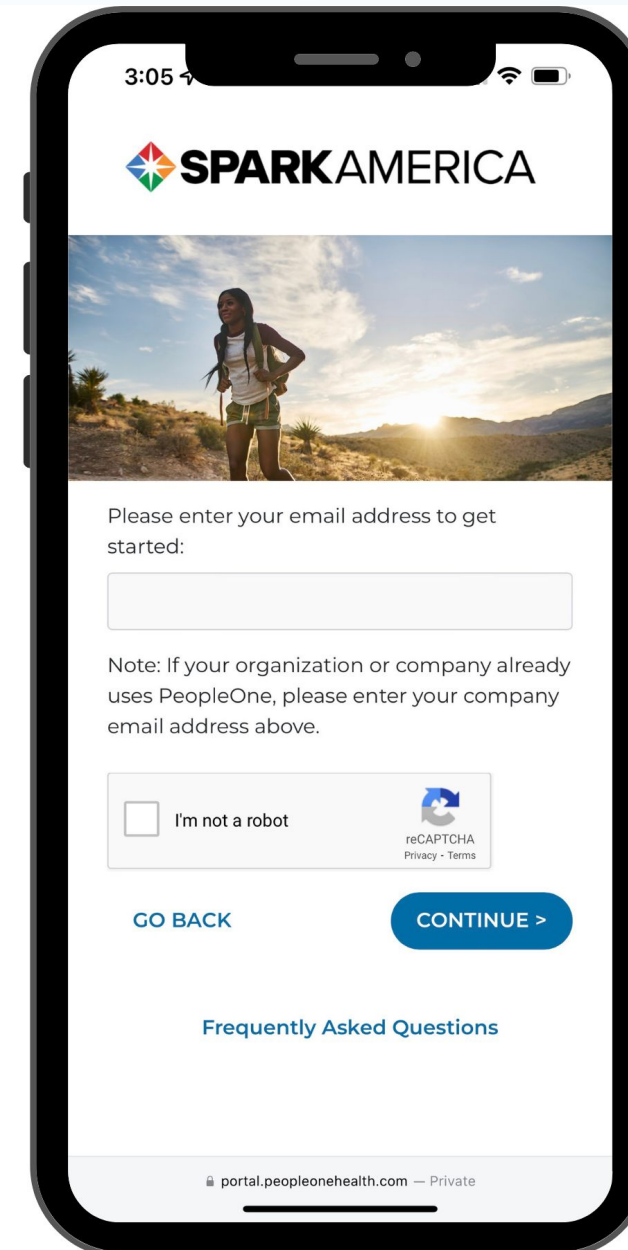 3:05
SPARKAMERICA
Please enter your email address to get
started:
Note: If your organization or company already
uses PeopleOne, please enter your company
email address above.
I'm not a robot
reCAPTCHA
Privacy - Terms
GO BACK
CONTINUE >
Frequently Asked Questions
portal.peopleonehealth.com — Private